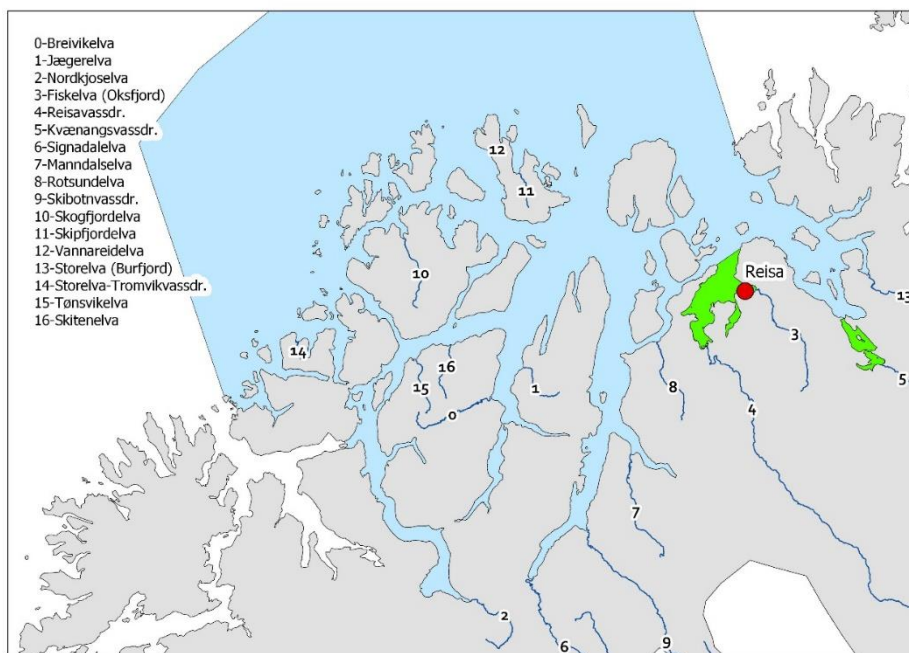 0-Breivikelva
1-Jægerelva
2-Nordkjoselva
3-Fiskelva (Oksfjord)
4-Reisavassdr.
5-Kvænangsvassdr.
6-Signadalelva
7-Manndalselva
8-Rotsundelva
9-Skibotnvassdr.
10-Skogfjordelva
11-Skipfjordelva
12-Vannareidelva
13-Storelva (Burfjord)
14-Storelva-Tromvikvassdr.
15-Tønsvikelva
16-Skitenelva
12
11
10
Reisa
13
14
3
16
15
1
8
5
0
4
7
2
6
9